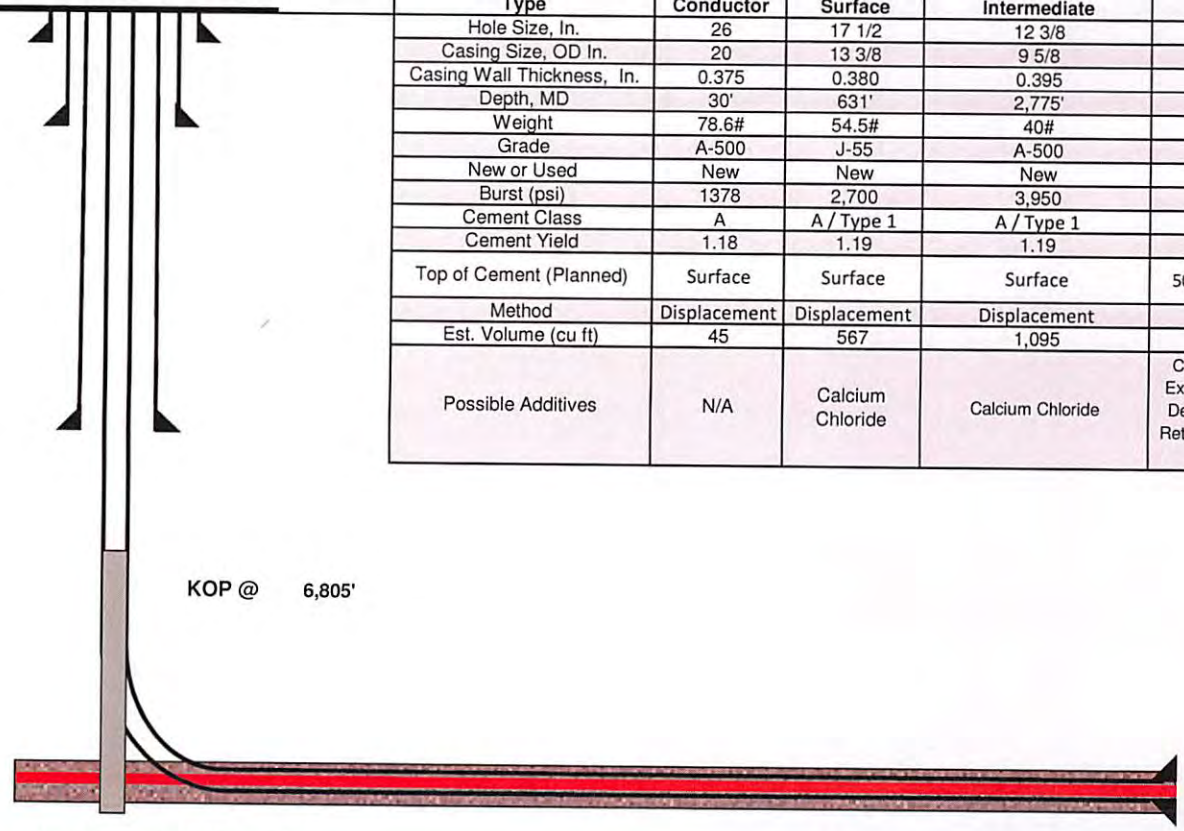 Type Conductor Surface Intermediate
Hole Size, In. 26 17 1/2 12 3/8
Casing Size, OD In. 20 13 3/8 9 5/8
Casing Wall Thickness, In. 0.375 0.380 0.395
Depth, MD 30' 631' 2,775'
Weight 78.6# 54.5# 40#
Grade A-500 J-55 A-500
New or Used New New New
Burst (psi) 1378 2,700 3,950
Cement Class A A / Type 1 A / Type 1
Cement Yield 1.18 1.19 1.19
Top of Cement (Planned) Surface Surface Surface
Method Displacement Displacement Displacement
Est. Volume (cu ft) 45 567 1,095
Possible Additives N/A Calcium Chloride Calcium Chloride
KOP @ 6,805'